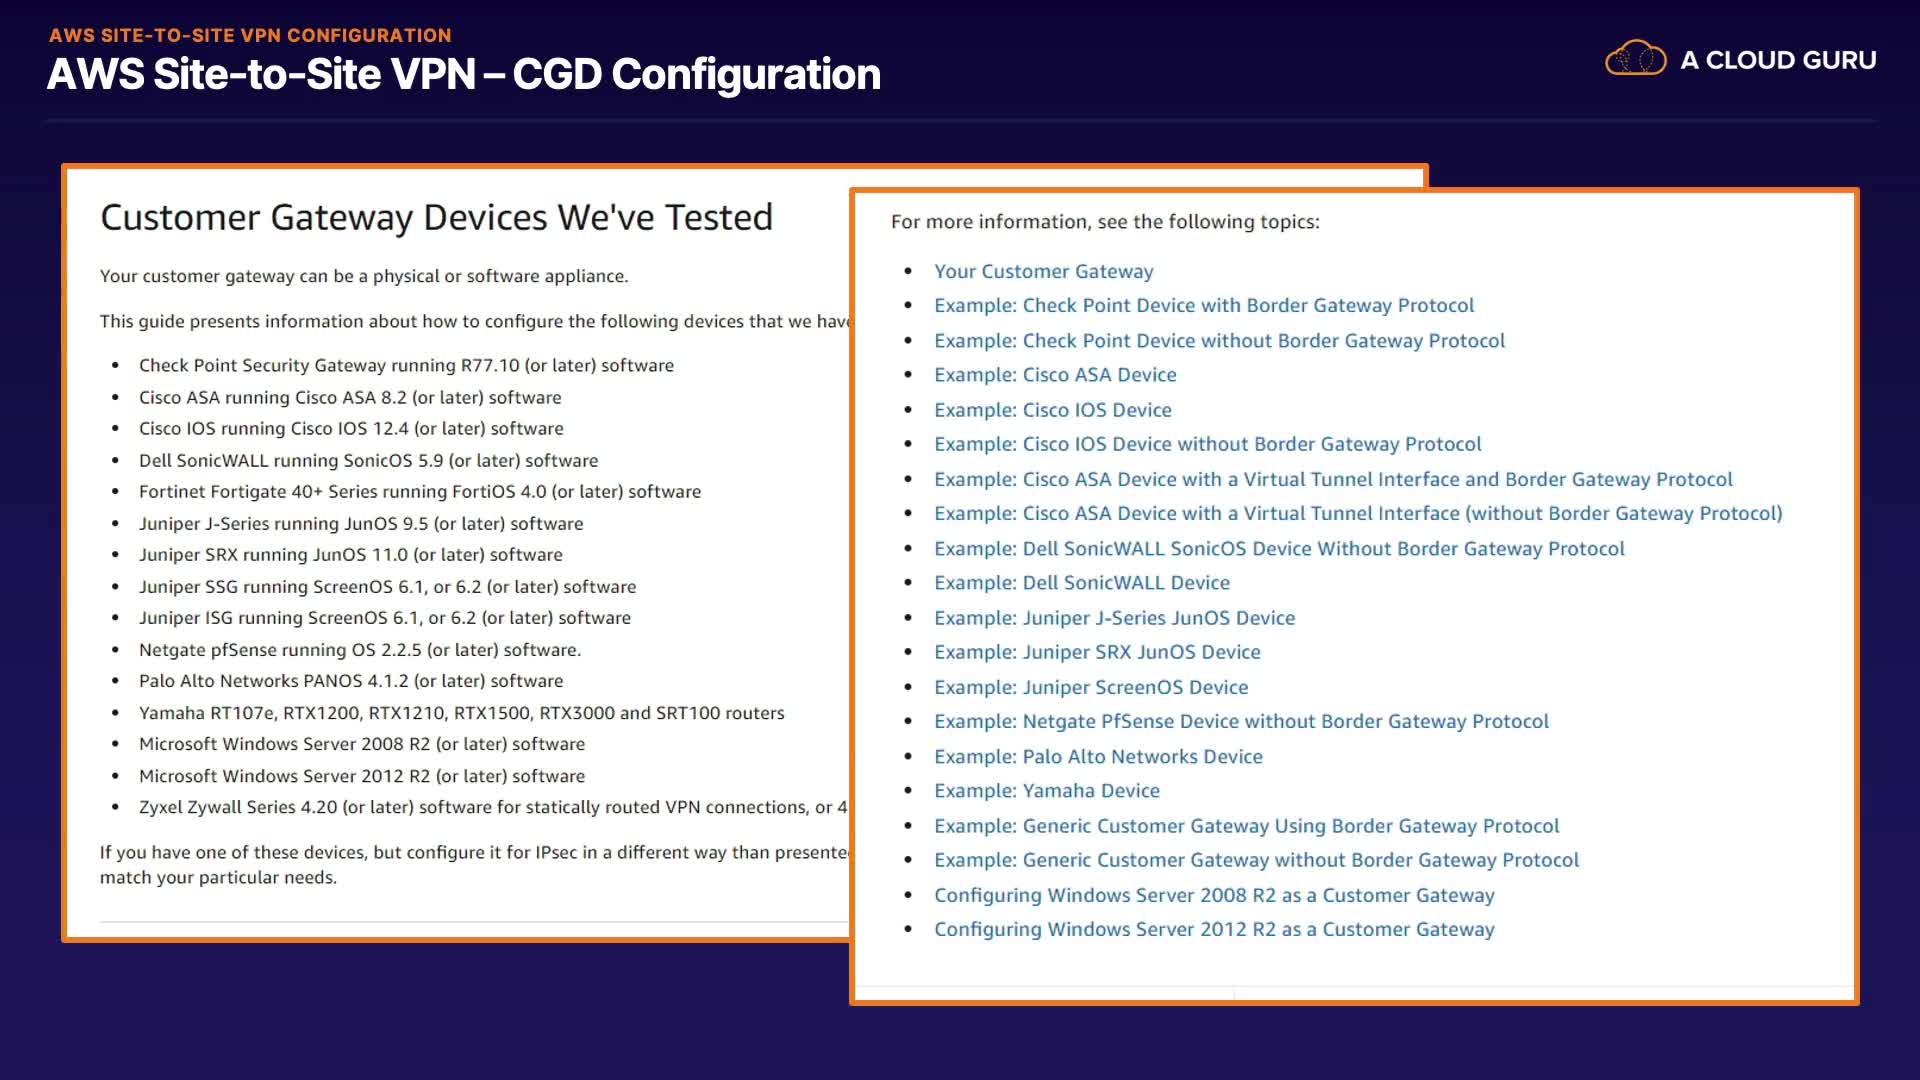 AWS SITE-TO-SITE VPN CONFIGURATION
AWS Site-to-Site VPN – CGD Configuration
A CLOUD GURU
Customer Gateway Devices We've Tested
Your customer gateway can be a physical or software appliance.
This guide presents information about how to configure the following devices that we have
• Check Point Security Gateway running R77.10 (or later) software
• Cisco ASA running Cisco ASA 8.2 (or later) software
• Cisco IOS running Cisco IOS 12.4 (or later) software
• Dell SonicWALL running SonicOS 5.9 (or later) software
• Fortinet Fortigate 40+ Series running FortiOS 4.0 (or later) software
• Juniper J-Series running JunOS 9.5 (or later) software
• Juniper SRX running JunOS 11.0 (or later) software
• Juniper SSG running ScreenOS 6.1, or 6.2 (or later) software
• Juniper ISG running ScreenOS 6.1, or 6.2 (or later) software
• Netgate pfSense running OS 2.2.5 (or later) software.
• Palo Alto Networks PANOS 4.1.2 (or later) software
• Yamaha RT107e, RTX1200, RTX1210, RTX1500, RTX3000 and SRT100 routers
• Microsoft Windows Server 2008 R2 (or later) software
• Microsoft Windows Server 2012 R2 (or later) software
• Zyxel Zywall Series 4.20 (or later) software for statically routed VPN connections, or 4
If you have one of these devices, but configure it for IPsec in a different way than presente
match your particular needs.
For more information, see the following topics:
• Your Customer Gateway
• Example: Check Point Device with Border Gateway Protocol
• Example: Check Point Device without Border Gateway Protocol
• Example: Cisco ASA Device
• Example: Cisco IOS Device
• Example: Cisco IOS Device without Border Gateway Protocol
• Example: Cisco ASA Device with a Virtual Tunnel Interface and Border Gateway Protocol
• Example: Cisco ASA Device with a Virtual Tunnel Interface (without Border Gateway Protocol)
• Example: Dell SonicWALL SonicOS Device Without Border Gateway Protocol
• Example: Dell SonicWALL Device
• Example: Juniper J-Series JunOS Device
• Example: Juniper SRX JunOS Device
• Example: Juniper ScreenOS Device
• Example: Netgate PfSense Device without Border Gateway Protocol
• Example: Palo Alto Networks Device
• Example: Yamaha Device
• Example: Generic Customer Gateway Using Border Gateway Protocol
• Example: Generic Customer Gateway without Border Gateway Protocol
• Configuring Windows Server 2008 R2 as a Customer Gateway
• Configuring Windows Server 2012 R2 as a Customer Gateway